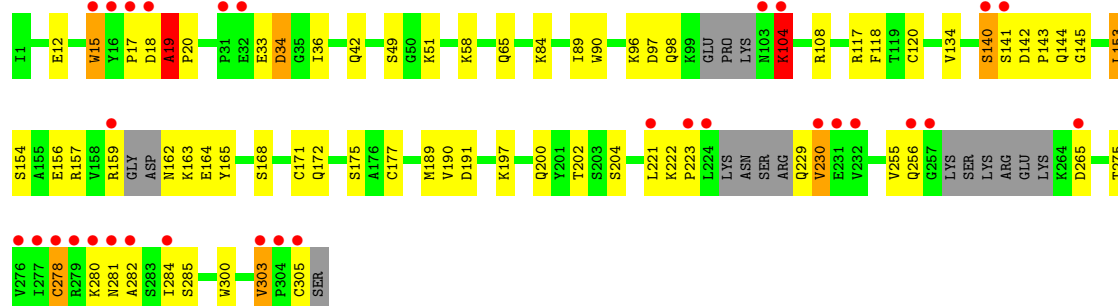 I1 E12 W15 Y16 P17 D18 A19 P20 P31 E32 E33 D34 G35 I36 Q42 S49 G50 K51 K58 Q65 K84 I89 W90 K96 D97 Q98 K99 GLU PRO LYS N103 K104 R108 R117 F118 T119 C120 V134 S140 S141 D142 P143 Q144 G145 L153
S154 A155 E156 R157 V158 R159 GLY ASP N162 K163 E164 Y165 S168 C171 Q172 S175 A176 C177 M189 V190 D191 K197 Q200 Y201 T202 S203 S204 L221 K222 P223 L224 LYS ASN SER ARG Q229 V230 E231 V232 V255 Q256 G257 LYS SER LYS ARG GLU LYS K264 D265 T275
V276 I277 C278 R279 K280 N281 A282 S283 I284 S285 W300 V303 P304 C305 SER